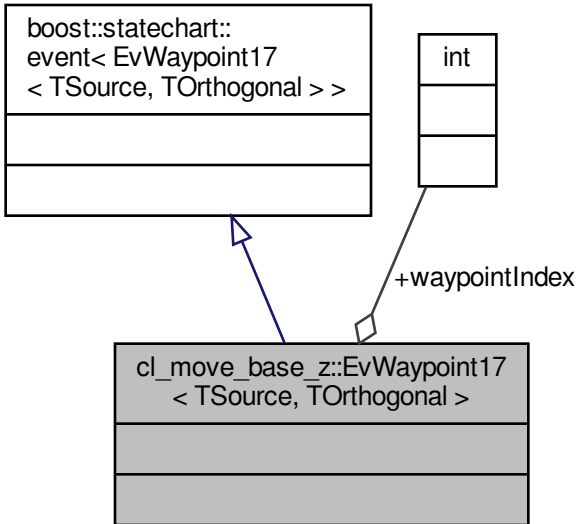 boost::statechart::
event< EvWaypoint17
< TSource, TOrthogonal > >
int
+waypointIndex
cl_move_base_z::EvWaypoint17
< TSource, TOrthogonal >